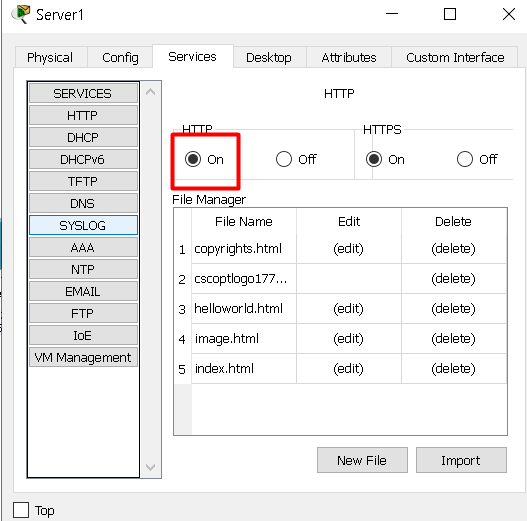 Server1
Physical Config Services Desktop Attributes Custom Interface
SERVICES
HTTP
DHCP
DHCPv6
TFTP
DNS
SYSLOG
AAA
NTP
EMAIL
FTP
IoE
VM Management
HTTP
HTTP HTTPS
On Off On Off
File Manager
File Name Edit Delete
1 copyrights.html (edit) (delete)
2 cscoptlogo177... (delete)
3 helloworld.html (edit) (delete)
4 image.html (edit) (delete)
5 index.html (edit) (delete)
New File Import
Top